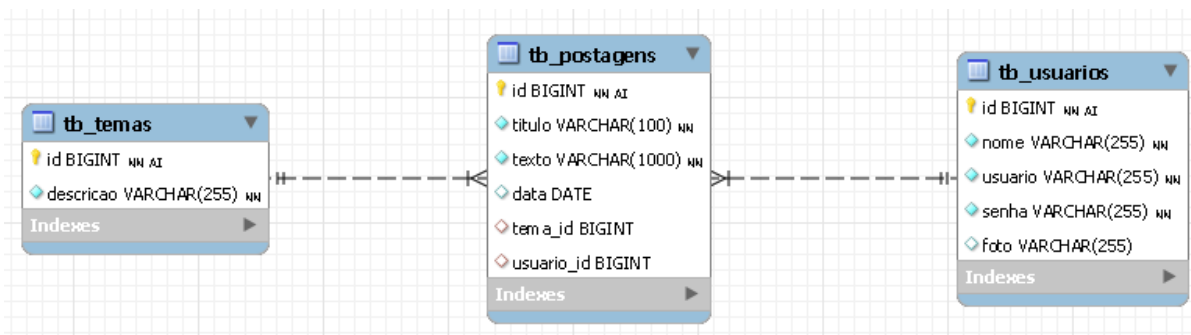 tb_temas
id BIGINT NN AI
descricao VARCHAR(255) NN
Indexes
tb_postagens
id BIGINT NN AI
titulo VARCHAR(100) NN
texto VARCHAR(1000) NN
data DATE
tema_id BIGINT
usuario_id BIGINT
Indexes
tb_usuarios
id BIGINT NN AI
nome VARCHAR(255) NN
usuario VARCHAR(255) NN
senha VARCHAR(255) NN
foto VARCHAR(255)
Indexes